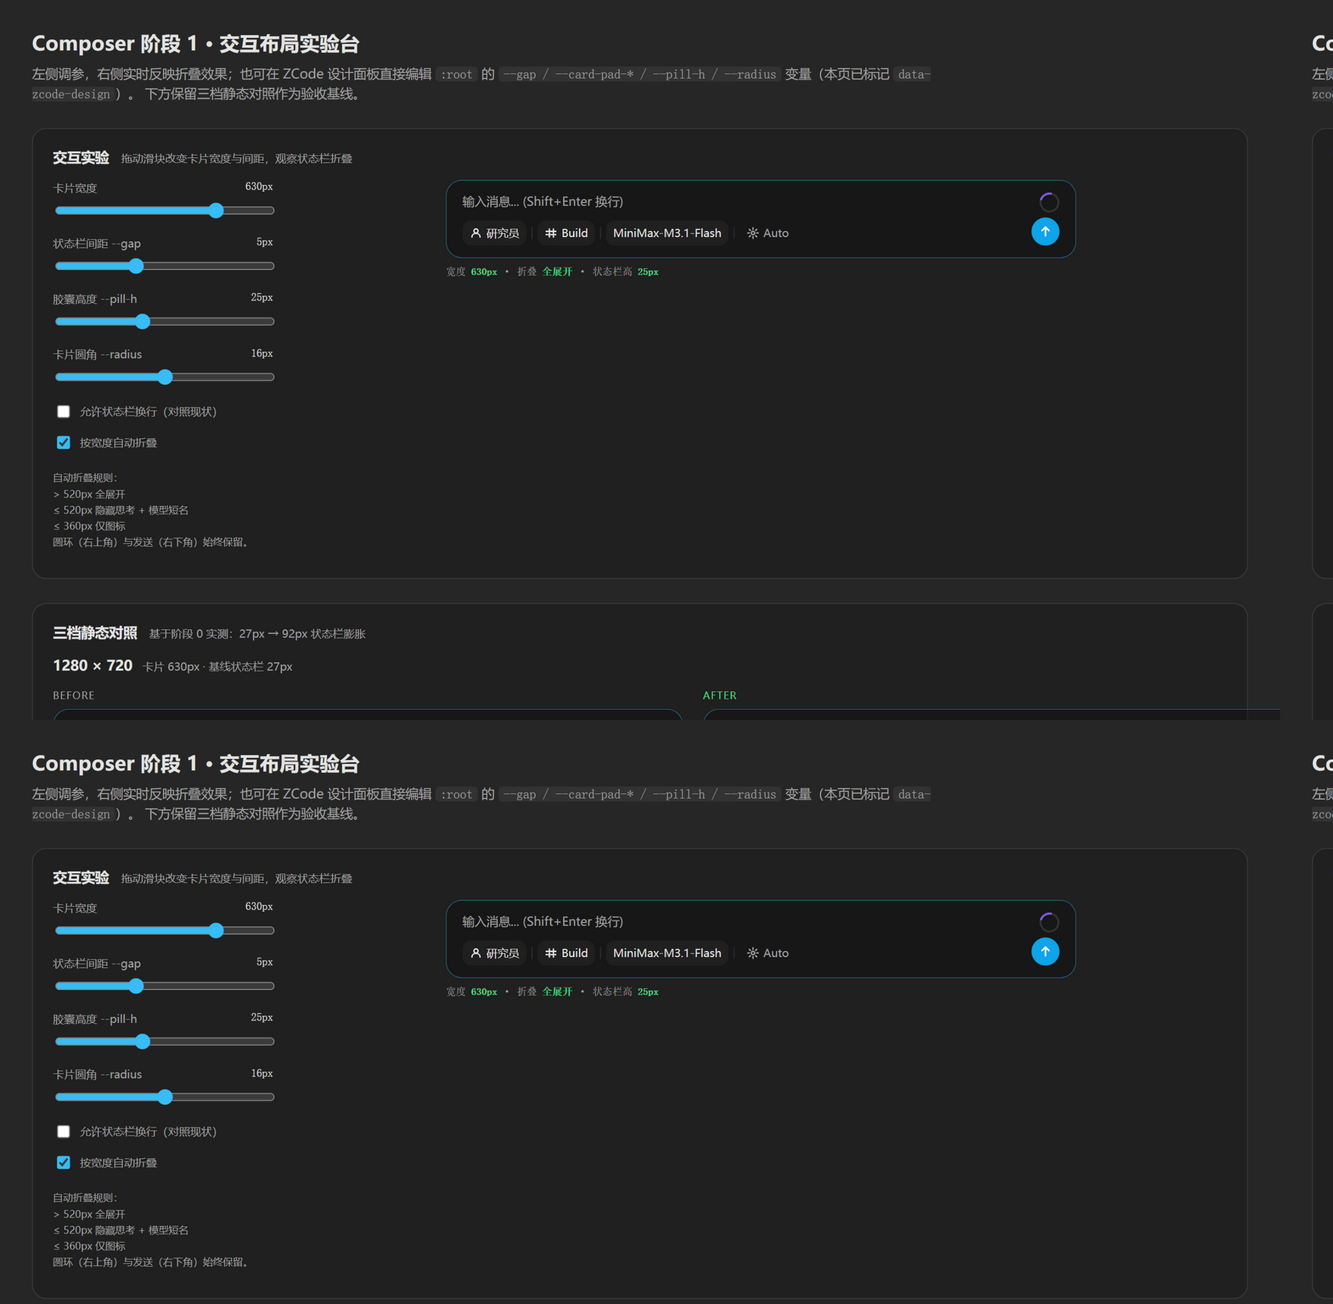 Composer 阶段 1 • 交互布局实验台
左侧调参，右侧实时反映折叠效果；也可在 ZCode 设计面板直接编辑 :root 的 --gap / --card-pad-* / --pill-h / --radius 变量（本页已标记 data-
zcode-design）。 下方保留三档静态对照作为验收基线。
交互实验 拖动滑块改变卡片宽度与间距，观察状态栏折叠
卡片宽度 630px
状态栏间距 --gap 5px
胶囊高度 --pill-h 25px
卡片圆角 --radius 16px
允许状态栏换行（对照现状）
按宽度自动折叠
自动折叠规则：
> 520px 全展开
≤ 520px 隐藏思考 + 模型短名
≤ 360px 仅图标
圆环（右上角）与发送（右下角）始终保留。
输入消息... (Shift+Enter 换行)
研究员 Build MiniMax-M3.1-Flash Auto
宽度 630px • 折叠 全展开 • 状态栏高 25px
三档静态对照 基于阶段 0 实测：27px → 92px 状态栏膨胀
1280 × 720 卡片 630px · 基线状态栏 27px
BEFORE AFTER
Co
左侧
zco
Composer 阶段 1 • 交互布局实验台
左侧调参，右侧实时反映折叠效果；也可在 ZCode 设计面板直接编辑 :root 的 --gap / --card-pad-* / --pill-h / --radius 变量（本页已标记 data-
zcode-design）。 下方保留三档静态对照作为验收基线。
交互实验 拖动滑块改变卡片宽度与间距，观察状态栏折叠
卡片宽度 630px
状态栏间距 --gap 5px
胶囊高度 --pill-h 25px
卡片圆角 --radius 16px
允许状态栏换行（对照现状）
按宽度自动折叠
自动折叠规则：
> 520px 全展开
≤ 520px 隐藏思考 + 模型短名
≤ 360px 仅图标
圆环（右上角）与发送（右下角）始终保留。
输入消息... (Shift+Enter 换行)
研究员 Build MiniMax-M3.1-Flash Auto
宽度 630px • 折叠 全展开 • 状态栏高 25px
Co
左侧
zco